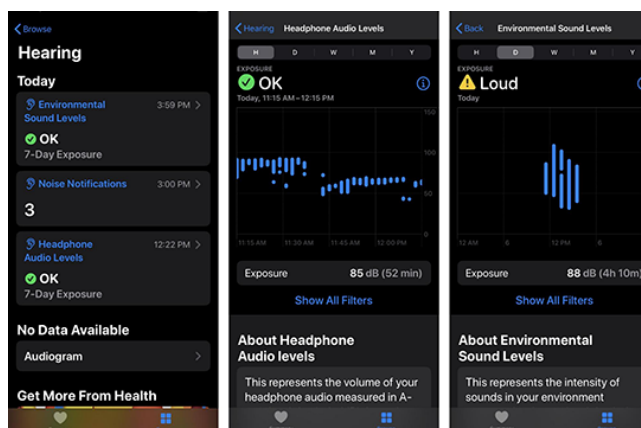 Browse
Hearing
Today
Environmental
Sound Levels
3:59 PM
OK
7-Day Exposure
Noise Notifications
3:00 PM
3
Headphone
Audio Levels
12:22 PM
OK
7-Day Exposure
No Data Available
Audiogram
Get More From Health
Hearing
Headphone Audio Levels
H D W M Y
EXPOSURE
OK
Today, 11:15 AM–12:15 PM
150
100
50
0
11:15 AM 11:30 AM 11:45 AM 12:00 PM
Exposure 85 dB (52 min)
Show All Filters
About Headphone
Audio levels
This represents the volume of your
headphone audio measured in A-
Back
Environmental Sound Levels
H D W M Y
EXPOSURE
Loud
Today
12 AM 6 12 PM 6
Exposure 88 dB (4h 10m)
Show All Filters
About Environmental
Sound Levels
This represents the intensity of
sounds in your environment